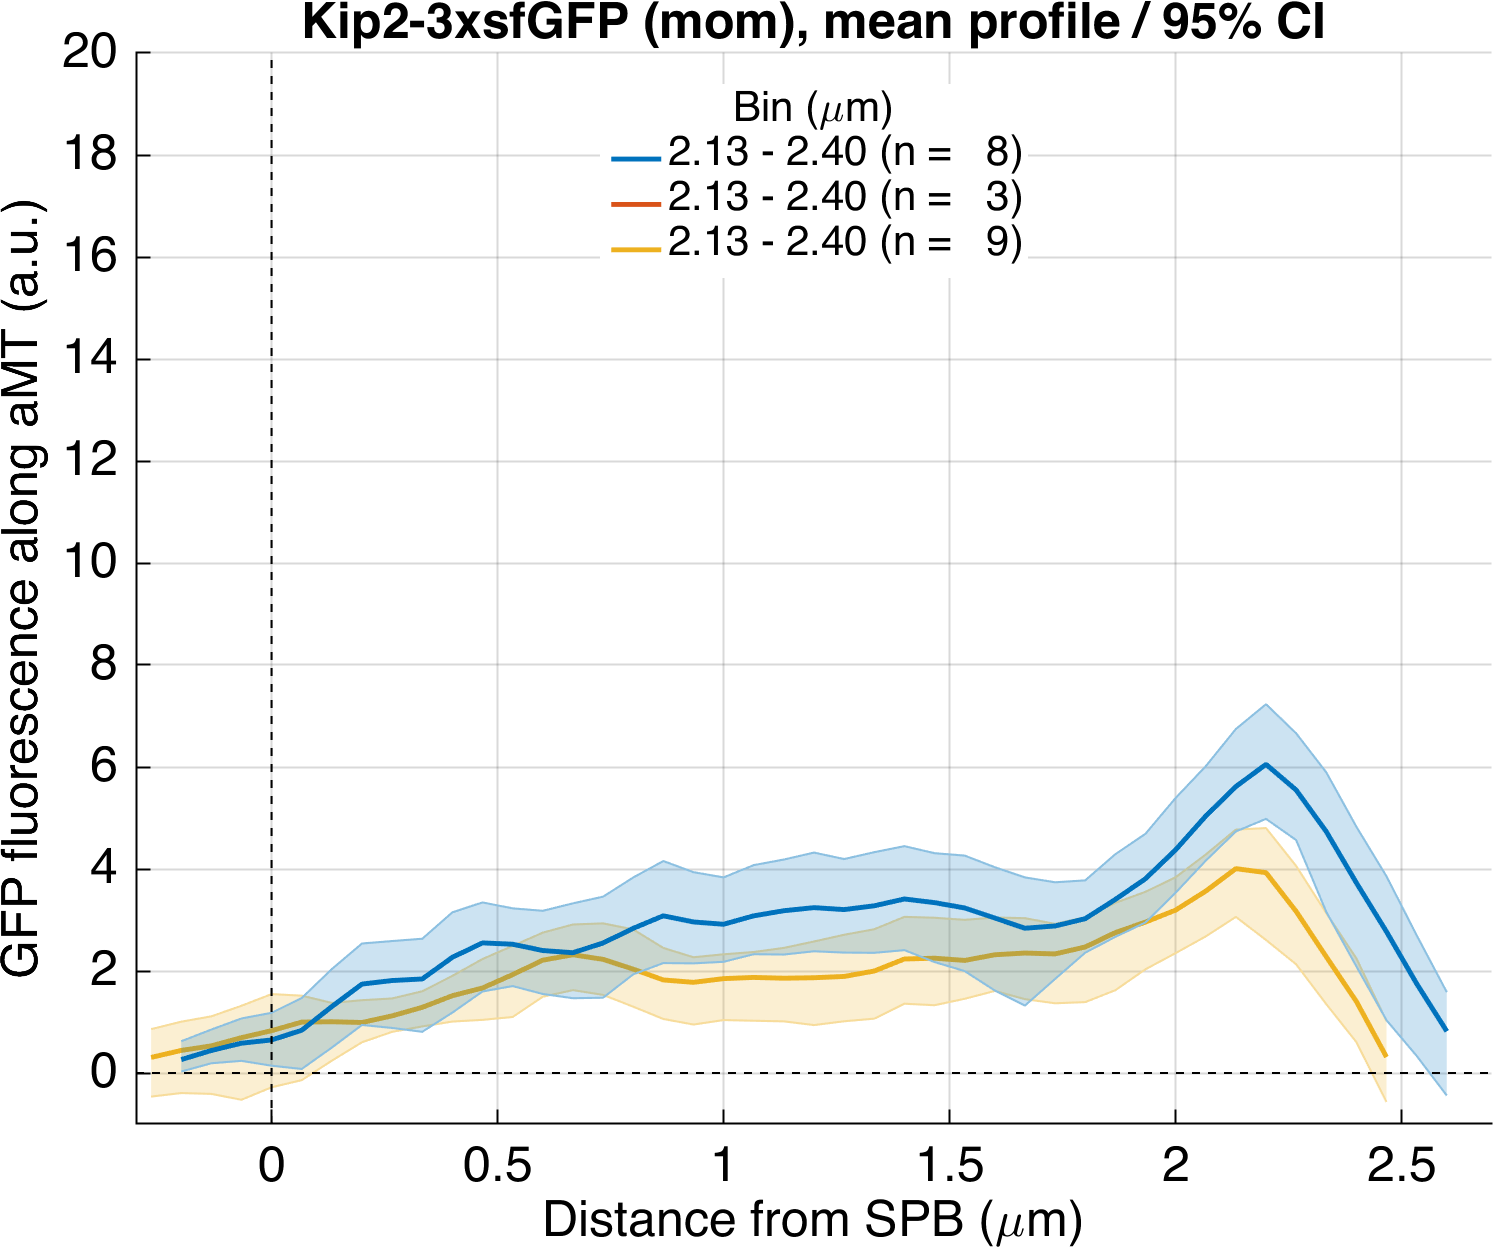 Kip2-3xsfGFP (mom), mean profile / 95% CI
GFP fluorescence along aMT (a.u.)
20
18
16
14
12
10
8
6
4
2
0
Bin (μm)
2.13 - 2.40 (n = 8)
2.13 - 2.40 (n = 3)
2.13 - 2.40 (n = 9)
0 0.5 1 1.5 2 2.5
Distance from SPB (μm)